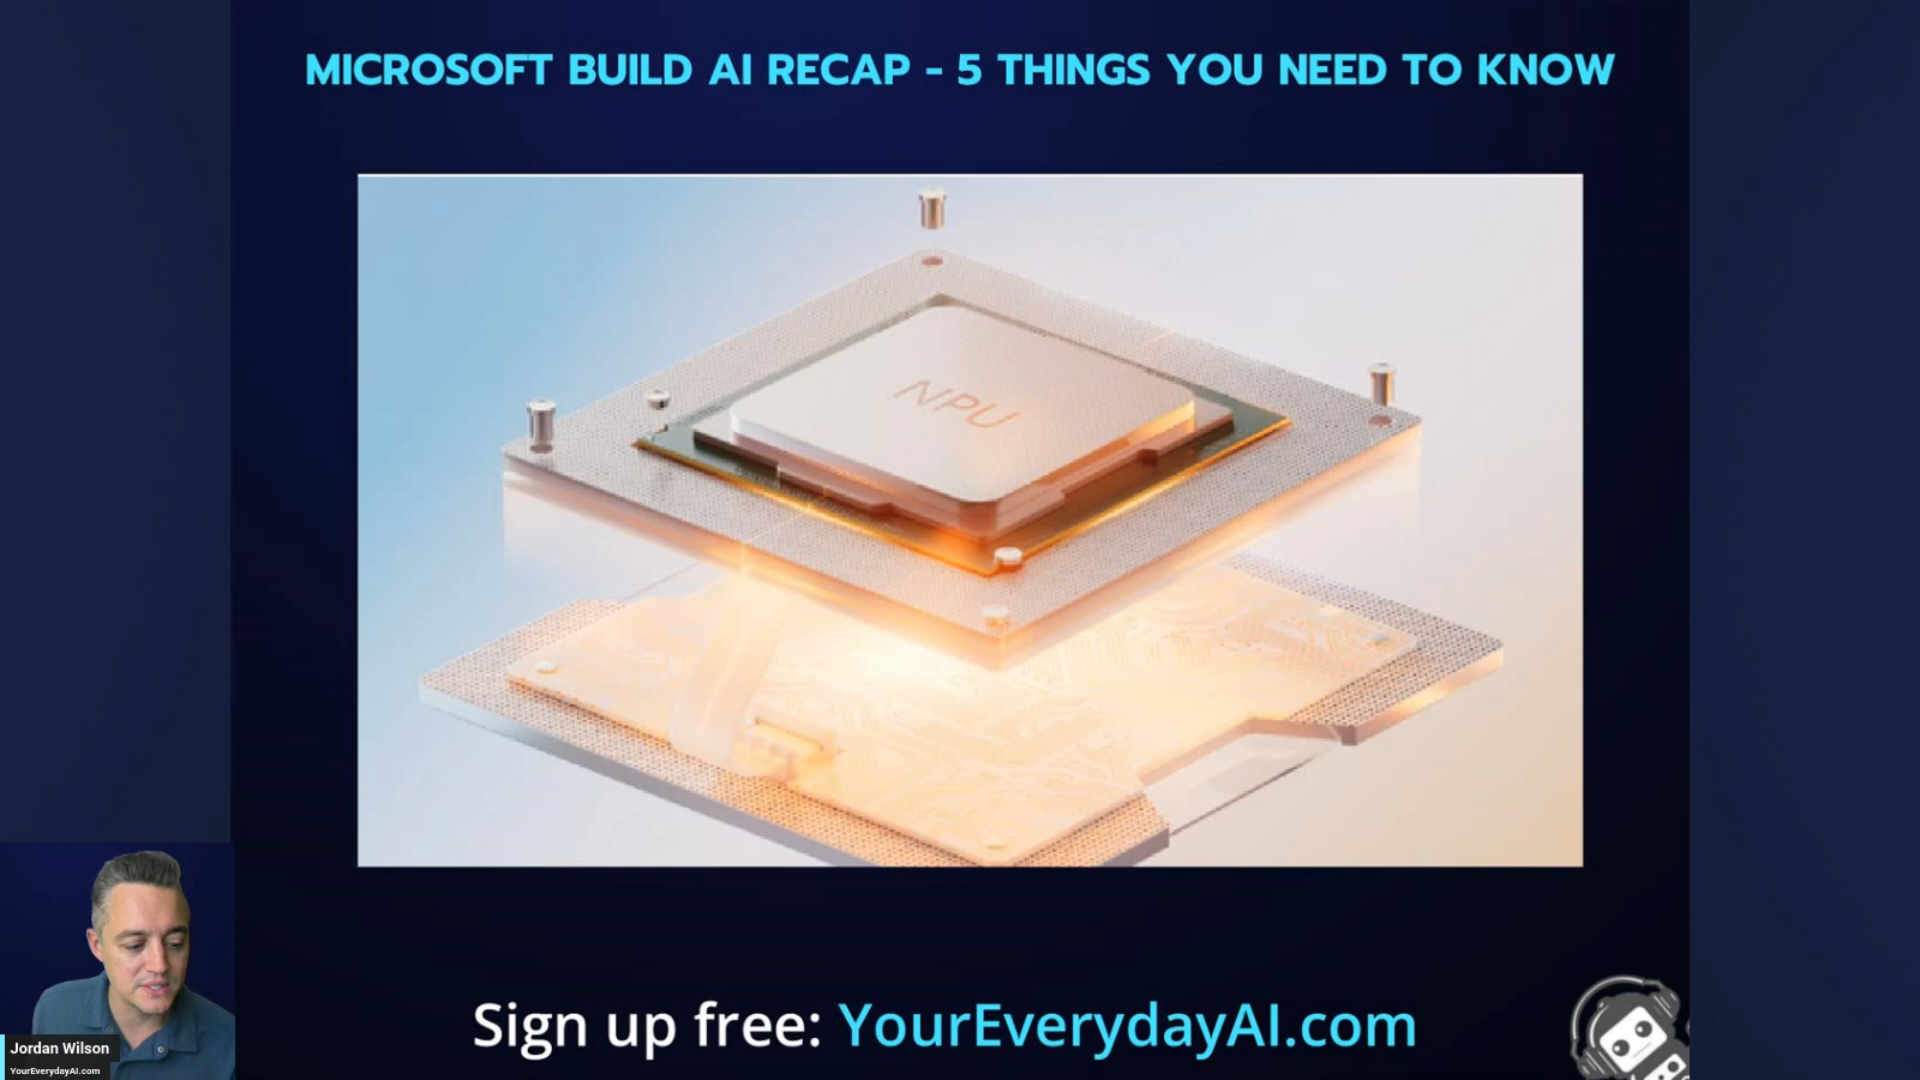 MICROSOFT BUILD AI RECAP - 5 THINGS YOU NEED TO KNOW
NPU
Sign up free: YourEverydayAI.com
Jordan Wilson
YourEverydayAI.com